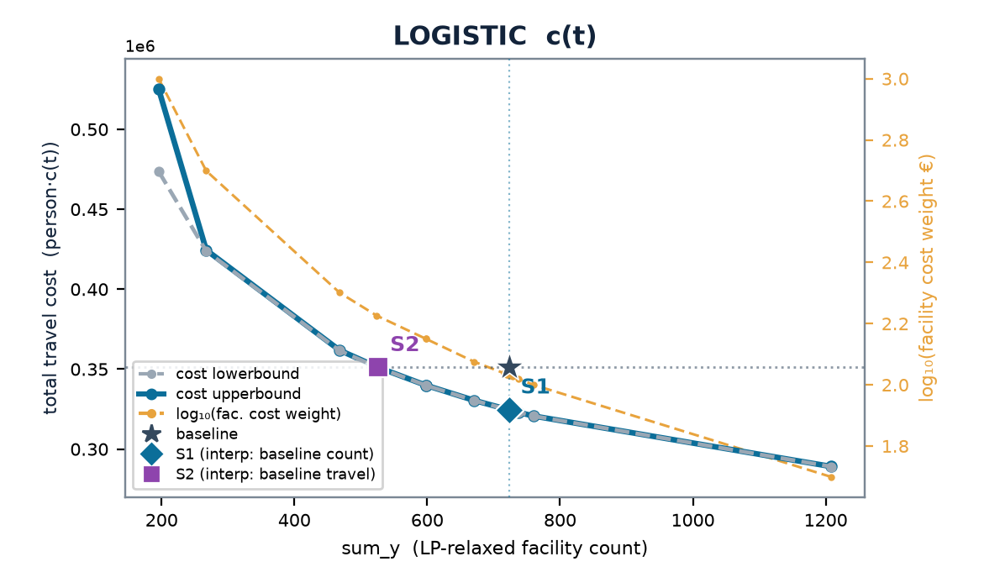 LOGISTIC  c(t)
1e6
total travel cost  (person·c(t))
0.50
0.45
0.40
0.35
0.30
3.0
2.8
2.6
2.4
2.2
2.0
1.8
log₁₀(facility cost weight €)
S2
S1
cost lowerbound
cost upperbound
log₁₀(fac. cost weight)
baseline
S1 (interp: baseline count)
S2 (interp: baseline travel)
200 400 600 800 1000 1200
sum_y  (LP-relaxed facility count)